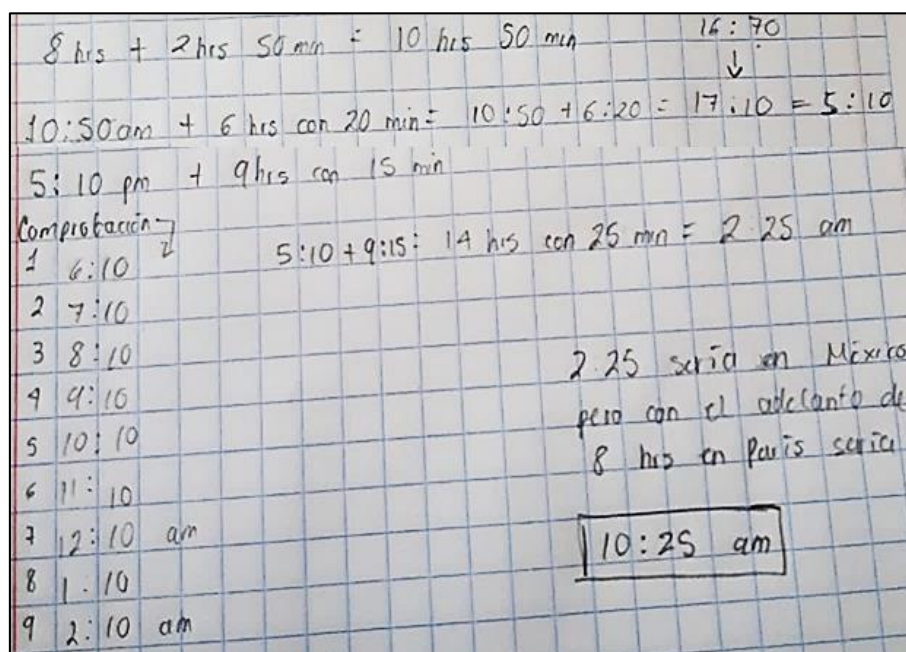 8 hrs + 2 hrs 50 min = 10 hrs 50 min
16:70
↓
10:50 am + 6 hrs con 20 min = 10:50 + 6:20 = 17:10 = 5:10
5:10 pm + 9 hrs con 15 min
Comprobación
5:10 + 9:15 = 14 hrs con 25 min = 2.25 am
1 6:10
2 7:10
3 8:10
4 9:10
5 10:10
6 11:10
7 12:10 am
8 1:10
9 2:10 am
2.25 sería en México
pero con el adelanto de
8 hrs en París sería
10:25 am